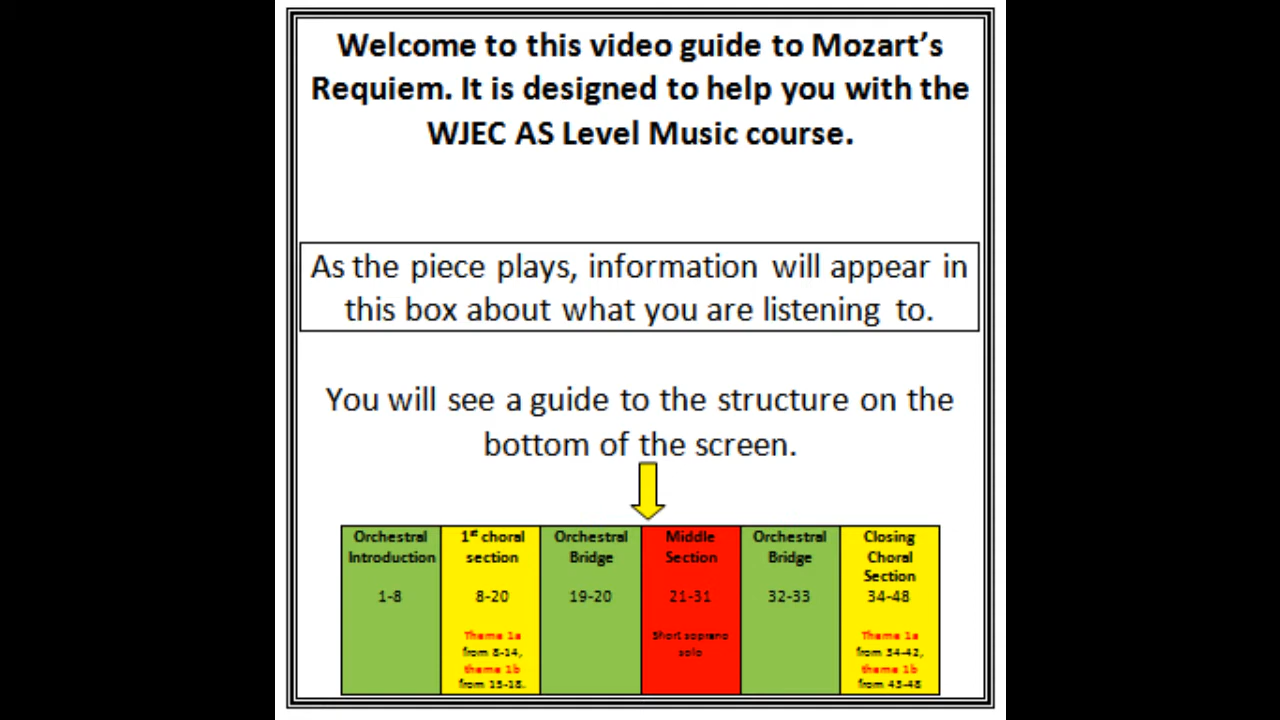 Welcome to this video guide to Mozart's
Requiem. It is designed to help you with the
WJEC AS Level Music course.
As the piece plays, information will appear in
this box about what you are listening to.
You will see a guide to the structure on the
bottom of the screen.
Orchestral
Introduction
1-8
1st choral
section
8-20
Theme 1a
from 8-14,
theme 1b
from 15-18.
Orchestral
Bridge
19-20
Middle
Section
21-31
Short soprano
solo
Orchestral
Bridge
32-33
Closing
Choral
Section
34-48
Theme 1a
from 34-42,
theme 1b
from 43-48